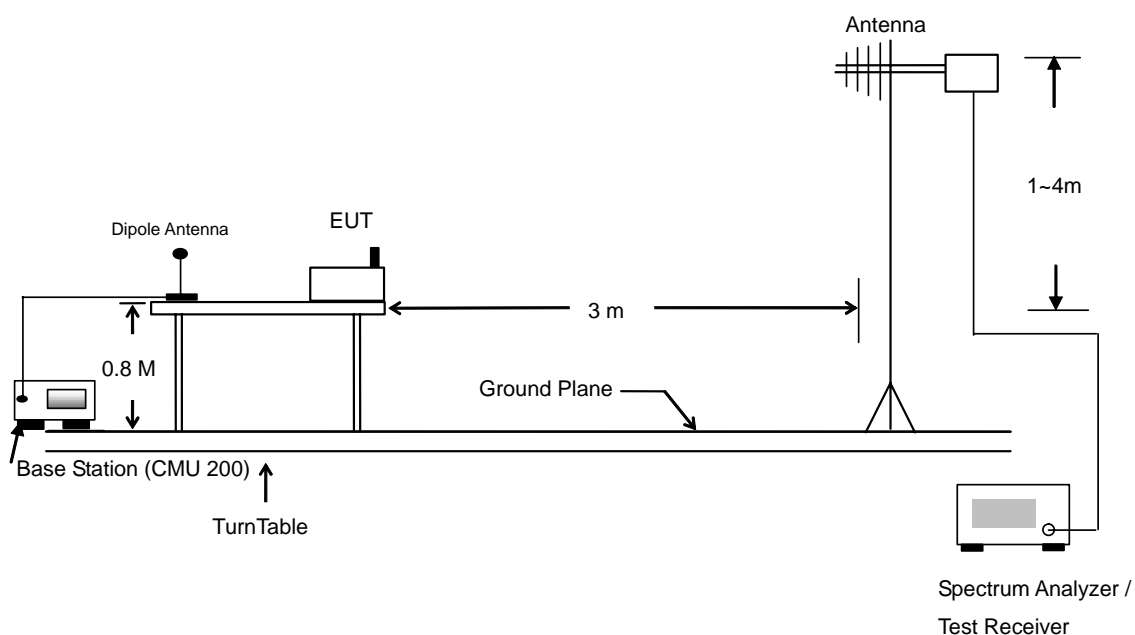 Antenna
1~4m
EUT
Dipole Antenna
3 m
0.8 M
Ground Plane
Base Station (CMU 200)
TurnTable
Spectrum Analyzer /
Test Receiver